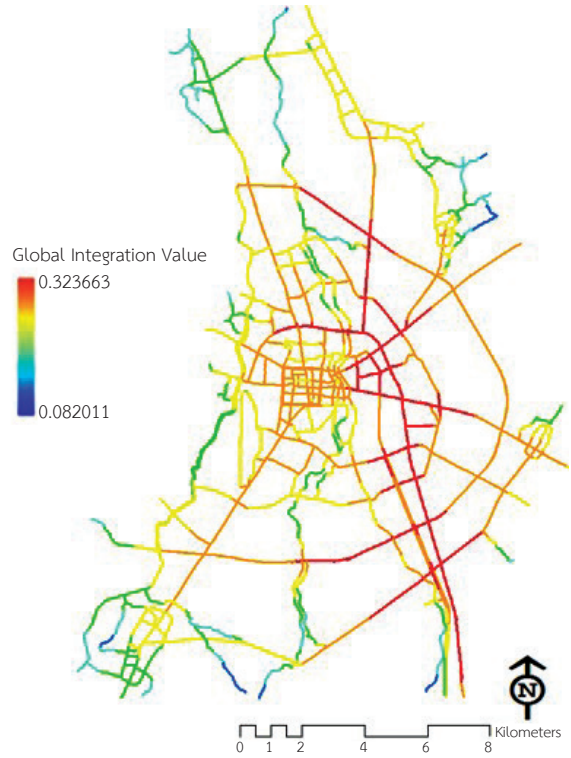 Global Integration Value
0.323663
0.082011
N
Kilometers
0 1 2 4 6 8